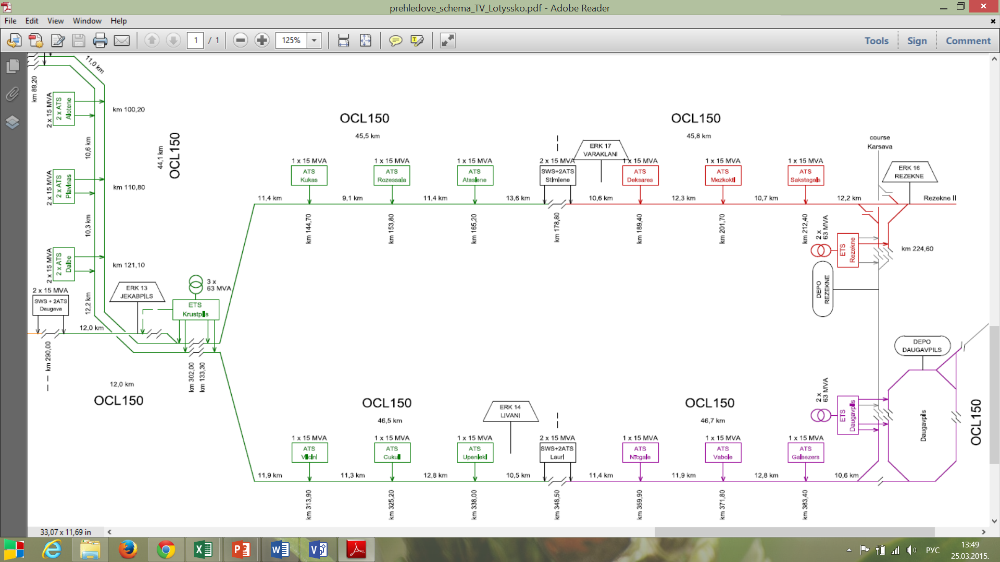 prehledove_schema_TV_Lotyssko.pdf - Adobe Reader
File Edit View Window Help
1 / 1
125%
Tools Sign Comment
11,0 km
km 89,20
2 x 15 MVA
2 x ATS
Alotene
km 100,20
10,6 km
44,1 km
OCL150
2 x 15 MVA
2 x ATS
Plavinas
km 110,80
10,3 km
2 x 15 MVA
2 x ATS
Dalbe
km 121,10
12,2 km
2 x 15 MVA
SWS + 2ATS
Daugava
12,0 km
km 290,00
ERK 13
JEKABPILS
3 x
63 MVA
ETS
Krustpils
km 302,00
km 133,30
12,0 km
OCL150
OCL150
45,5 km
1 x 15 MVA
ATS
Kukas
1 x 15 MVA
ATS
Rozessala
1 x 15 MVA
ATS
Atasiene
2 x 15 MVA
SWS+2ATS
Stirniene
ERK 17
VARAKLANI
11,4 km
9,1 km
11,4 km
13,6 km
km 144,70
km 153,80
km 165,20
km 178,80
OCL150
45,8 km
1 x 15 MVA
ATS
Deksares
1 x 15 MVA
ATS
Mezkoktl
1 x 15 MVA
ATS
Sakstagals
10,6 km
12,3 km
10,7 km
12,2 km
km 189,40
km 201,70
km 212,40
course
Karsava
ERK 16
REZEKNE
Rezekne II
2 x
63 MVA
ETS
Rezekne
km 224,60
DEPO
REZEKNE
OCL150
46,5 km
1 x 15 MVA
ATS
1 x 15 MVA
ATS
1 x 15 MVA
ATS
Upenieki
ERK 14
LIVANI
2 x 15 MVA
SWS+2ATS
Lauri
11,9 km
11,3 km
12,8 km
10,5 km
km 313,90
km 325,20
km 338,00
km 348,50
OCL150
46,7 km
1 x 15 MVA
ATS
Nicgale
1 x 15 MVA
ATS
Vabole
1 x 15 MVA
ATS
Gaisezers
11,4 km
11,9 km
12,8 km
10,6 km
km 359,90
km 371,80
km 383,40
2 x
63 MVA
ETS
Daugavpils
DEPO
DAUGAVPILS
Daugavpils
OCL150
33,07 x 11,69 in
РУС
13:49
25.03.2015.